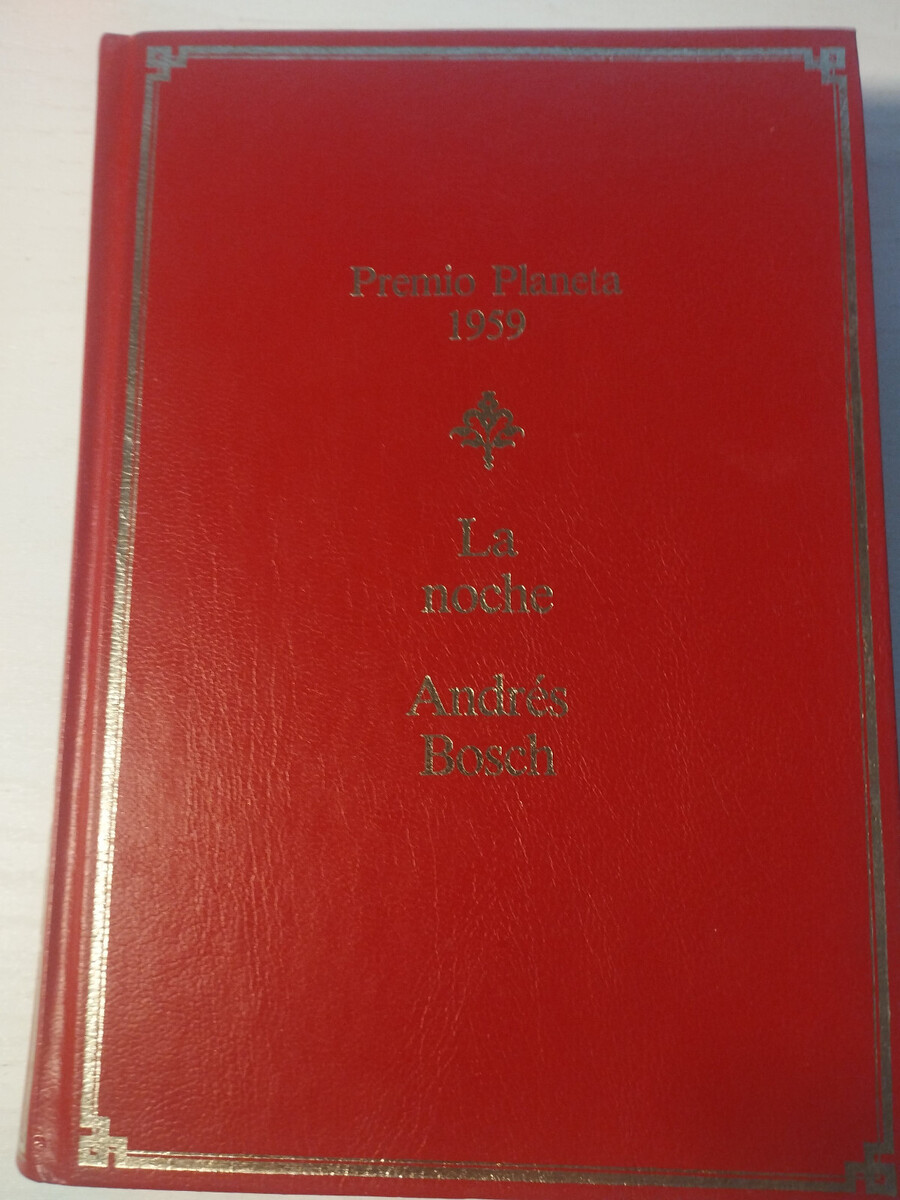 Premio Planeta
1959
La
noche
Andrés
Bosch